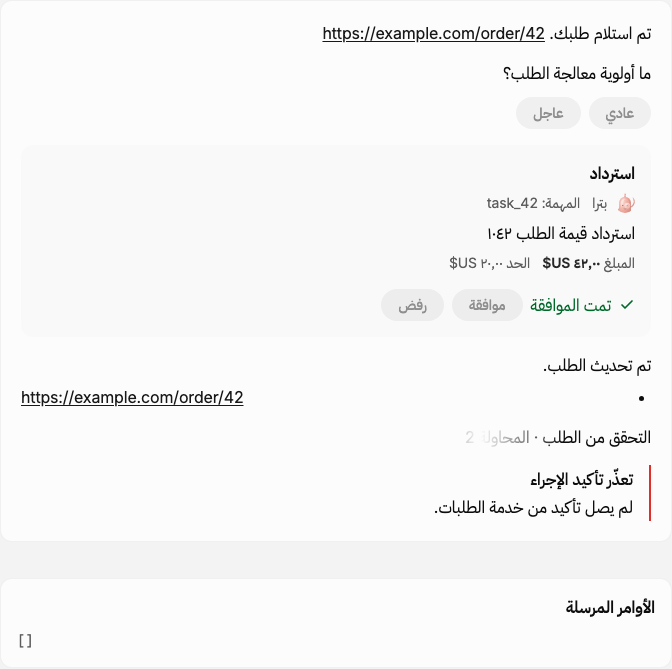 تم استلام طلبك. https://example.com/order/42
ما أولوية معالجة الطلب؟
عادي عاجل
استرداد
بترا المهمة: task_42
استرداد قيمة الطلب ١٠٤٢
المبلغ ٤٢٫٠٠ US$ الحد ٢٠٫٠٠ US$
تمت الموافقة موافقة رفض
تم تحديث الطلب.
• https://example.com/order/42
التحقق من الطلب · المحاولة 2
تعذّر تأكيد الإجراء
لم يصل تأكيد من خدمة الطلبات.
الأوامر المرسلة
[]